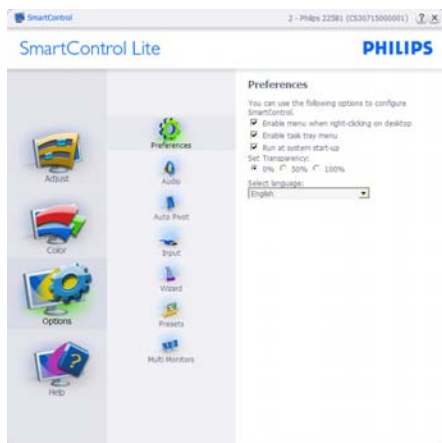 SmartControl
2 - Philips 225B1 (CS30715000001)
? X
SmartControl Lite
PHILIPS
Adjust
Color
Options
Help
Preferences
Audio
Auto Pivot
Input
Wizard
Presets
Multi Monitors
Preferences
You can use the following options to configure
SmartControl.
Enable menu when right-clicking on desktop
Enable task tray menu
Run at system start-up
Set Transparency:
0% 50% 100%
Select language:
English